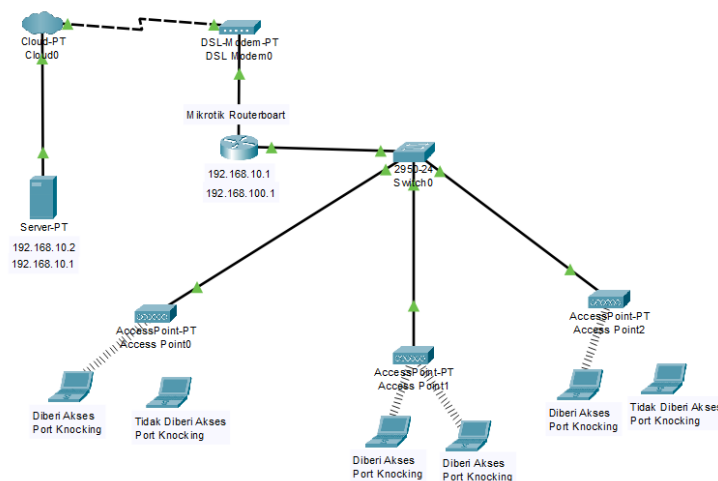 Cloud-PT
Cloud0
DSL-Modem-PT
DSL Modem0
Mikrotik Routerboart
192.168.10.1
192.168.100.1
2950-24
Switch0
Server-PT
192.168.10.2
192.168.10.1
AccessPoint-PT
Access Point0
AccessPoint-PT
Access Point1
AccessPoint-PT
Access Point2
Diberi Akses
Port Knocking
Tidak Diberi Akses
Port Knocking
Diberi Akses
Port Knocking
Diberi Akses
Port Knocking
Diberi Akses
Port Knocking
Tidak Diberi Akses
Port Knocking